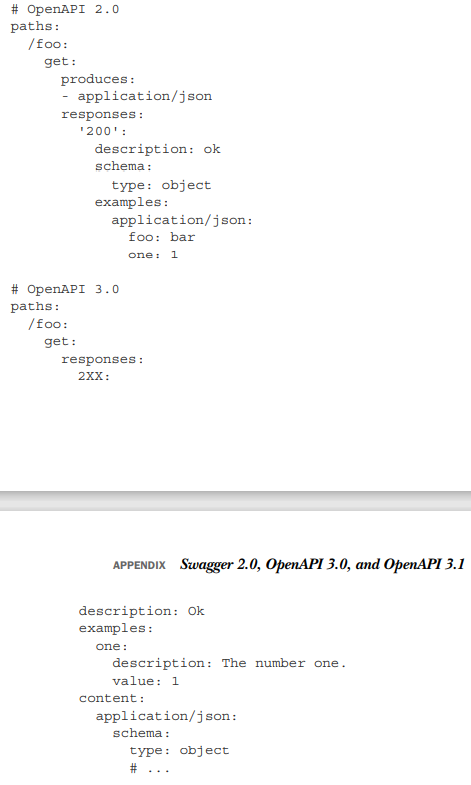 # OpenAPI 2.0
paths:
  /foo:
    get:
      produces:
      - application/json
      responses:
        '200':
          description: ok
          schema:
            type: object
          examples:
            application/json:
              foo: bar
              one: 1
# OpenAPI 3.0
paths:
  /foo:
    get:
      responses:
        2XX:
APPENDIX Swagger 2.0, OpenAPI 3.0, and OpenAPI 3.1
description: Ok
examples:
  one:
    description: The number one.
    value: 1
content:
  application/json:
    schema:
      type: object
      # ...